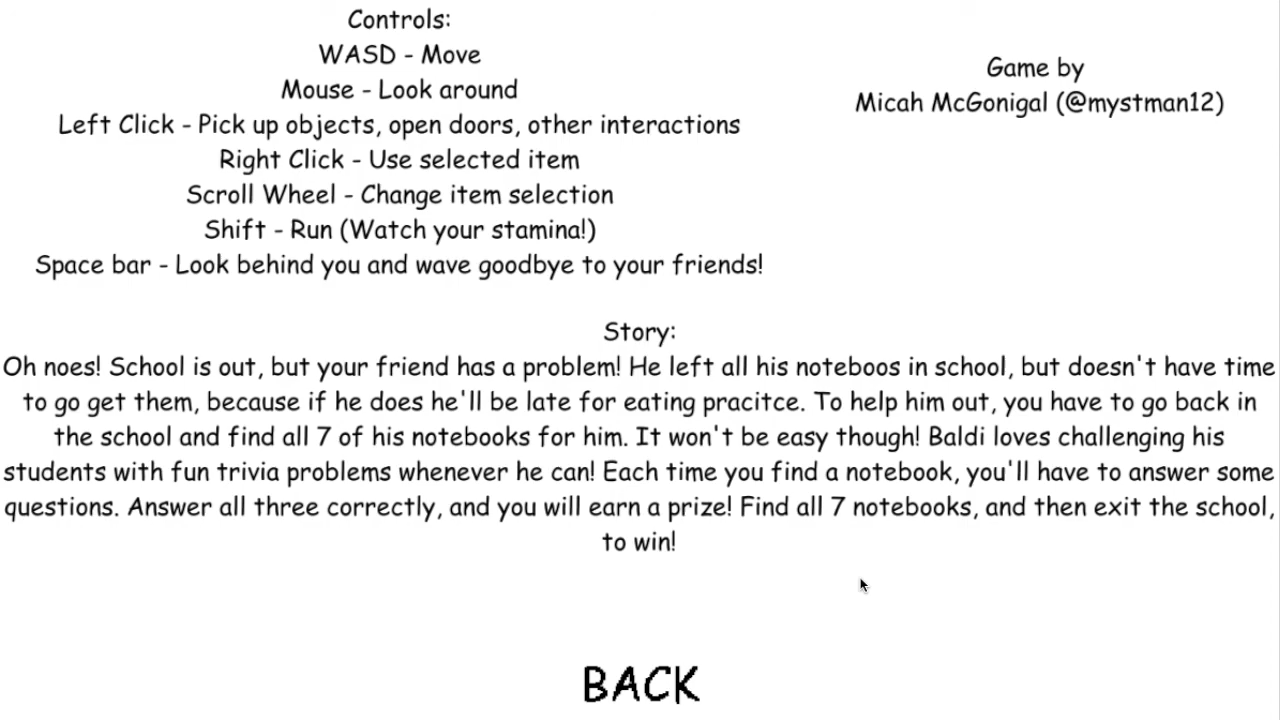 Controls:
WASD - Move
Mouse - Look around
Left Click - Pick up objects, open doors, other interactions
Right Click - Use selected item
Scroll Wheel - Change item selection
Shift - Run (Watch your stamina!)
Space bar - Look behind you and wave goodbye to your friends!
Game by
Micah McGonigal (@mystman12)
Story:
Oh noes! School is out, but your friend has a problem! He left all his noteboos in school, but doesn't have time
to go get them, because if he does he'll be late for eating pracitce. To help him out, you have to go back in
the school and find all 7 of his notebooks for him. It won't be easy though! Baldi loves challenging his
students with fun trivia problems whenever he can! Each time you find a notebook, you'll have to answer some
questions. Answer all three correctly, and you will earn a prize! Find all 7 notebooks, and then exit the school,
to win!
BACK